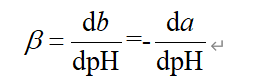 β = db/dpH =- da/dpH ↵